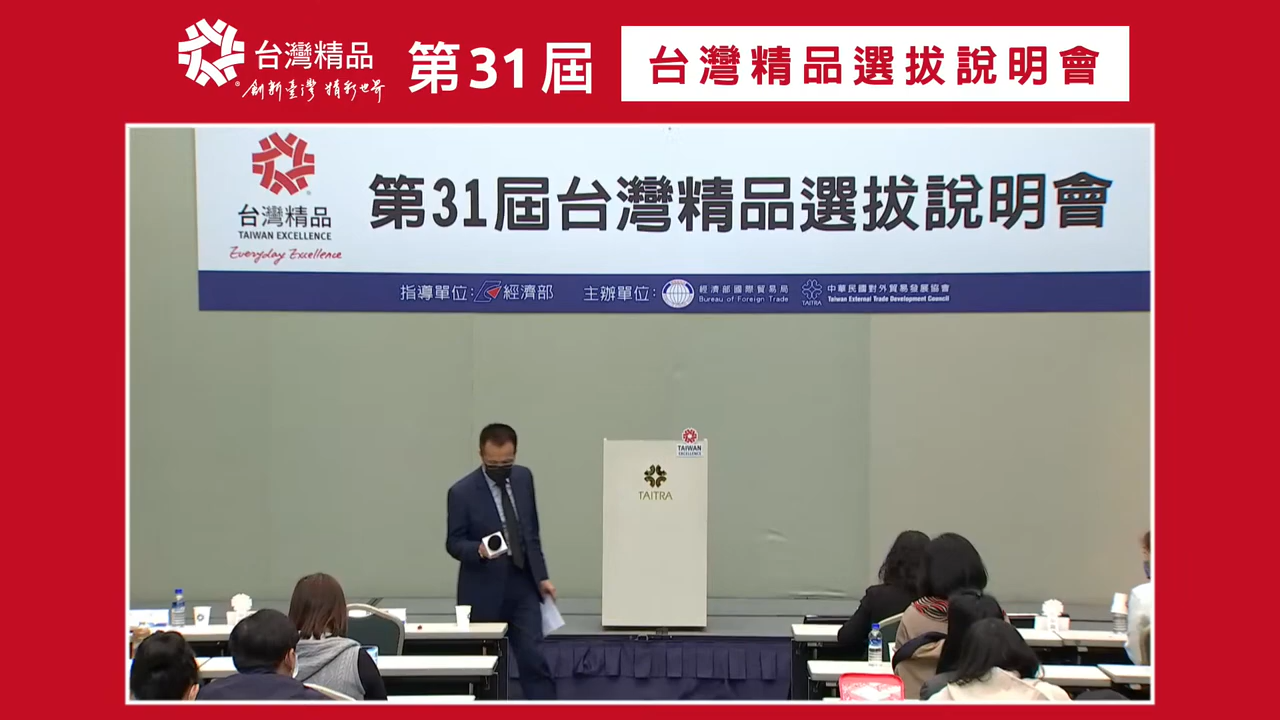 台灣精品
創新臺灣 精彩世界
第31屆
台灣精品選拔說明會
台灣精品
TAIWAN EXCELLENCE
Everyday Excellence
第31屆台灣精品選拔說明會
指導單位：經濟部
主辦單位：經濟部國際貿易局
Bureau of Foreign Trade
TAITRA
中華民國對外貿易發展協會
Taiwan External Trade Development Council
TAIWAN
EXCELLENCE
TAITRA